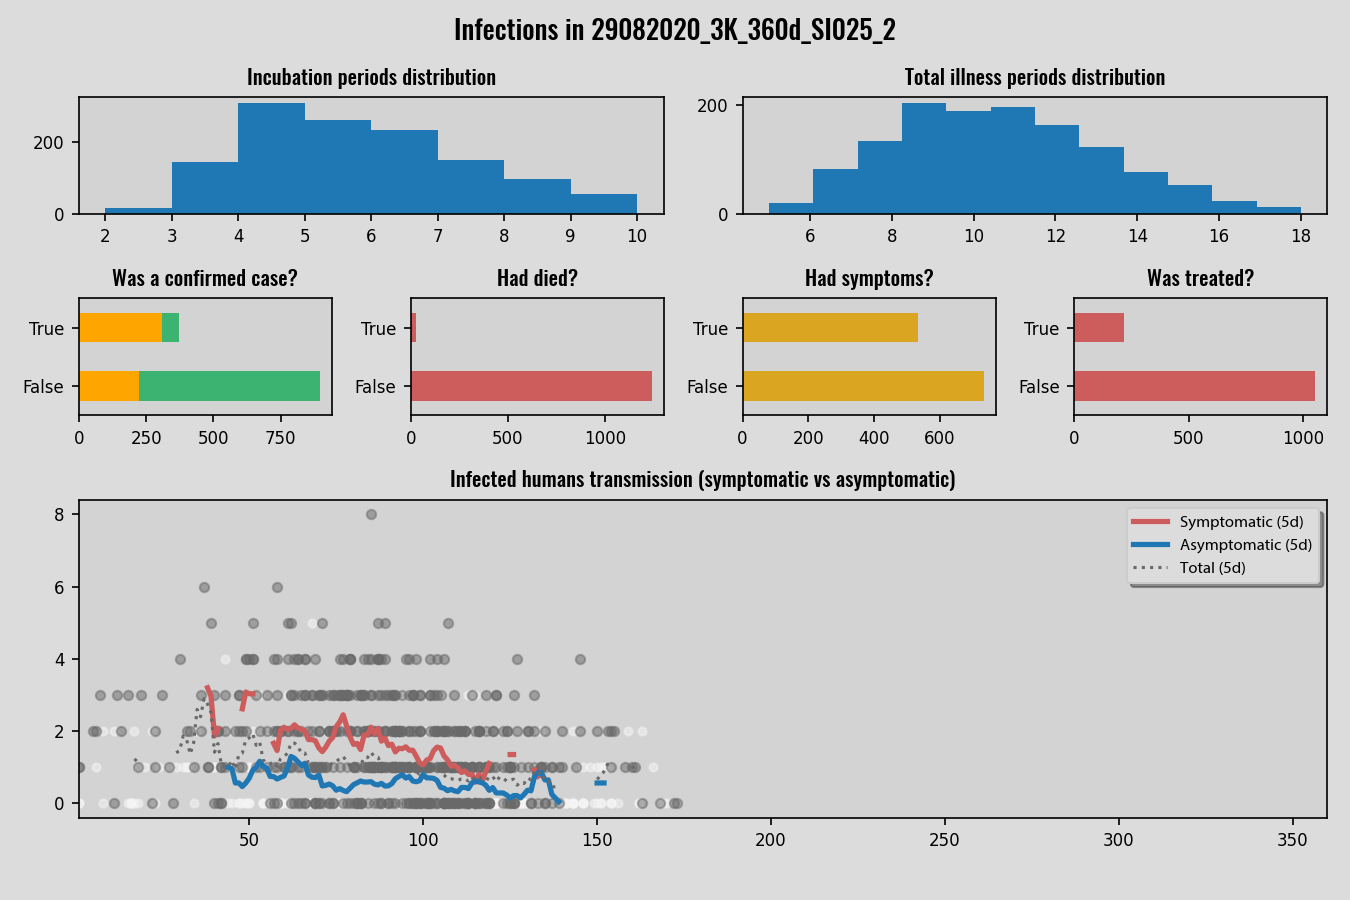 Infections in 29082020_3K_360d_SI025_2
Incubation periods distribution
Total illness periods distribution
200
0
2 3 4 5 6 7 8 9 10
200
0
6 8 10 12 14 16 18
Was a confirmed case?
Had died?
Had symptoms?
Was treated?
True
False
0 250 500 750
True
False
0 500 1000
True
False
0 200 400 600
True
False
0 500 1000
Infected humans transmission (symptomatic vs asymptomatic)
8
6
4
2
0
Symptomatic (5d)
Asymptomatic (5d)
Total (5d)
50 100 150 200 250 300 350